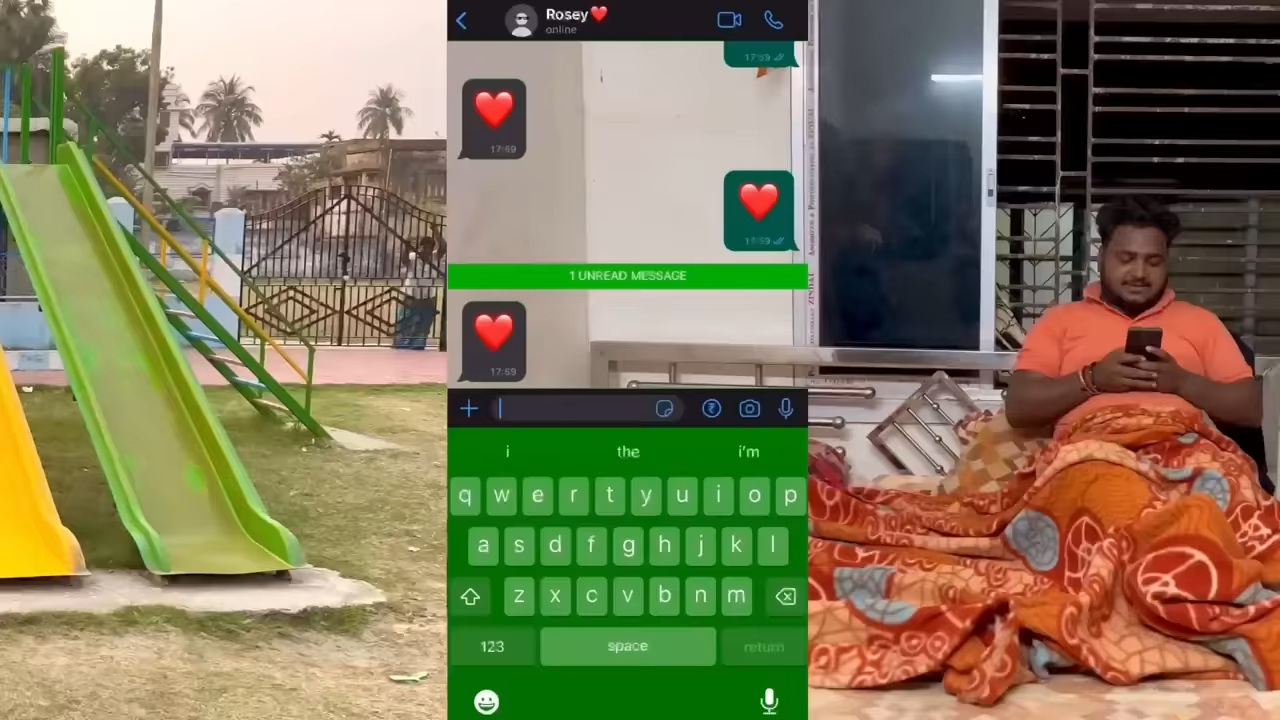 Rosey❤️
online
17:59
❤️
17:59
❤️
17:59
1 UNREAD MESSAGE
❤️
17:59
i the i'm
q w e r t y u i o p
a s d f g h j k l
z x c v b n m
123 space return